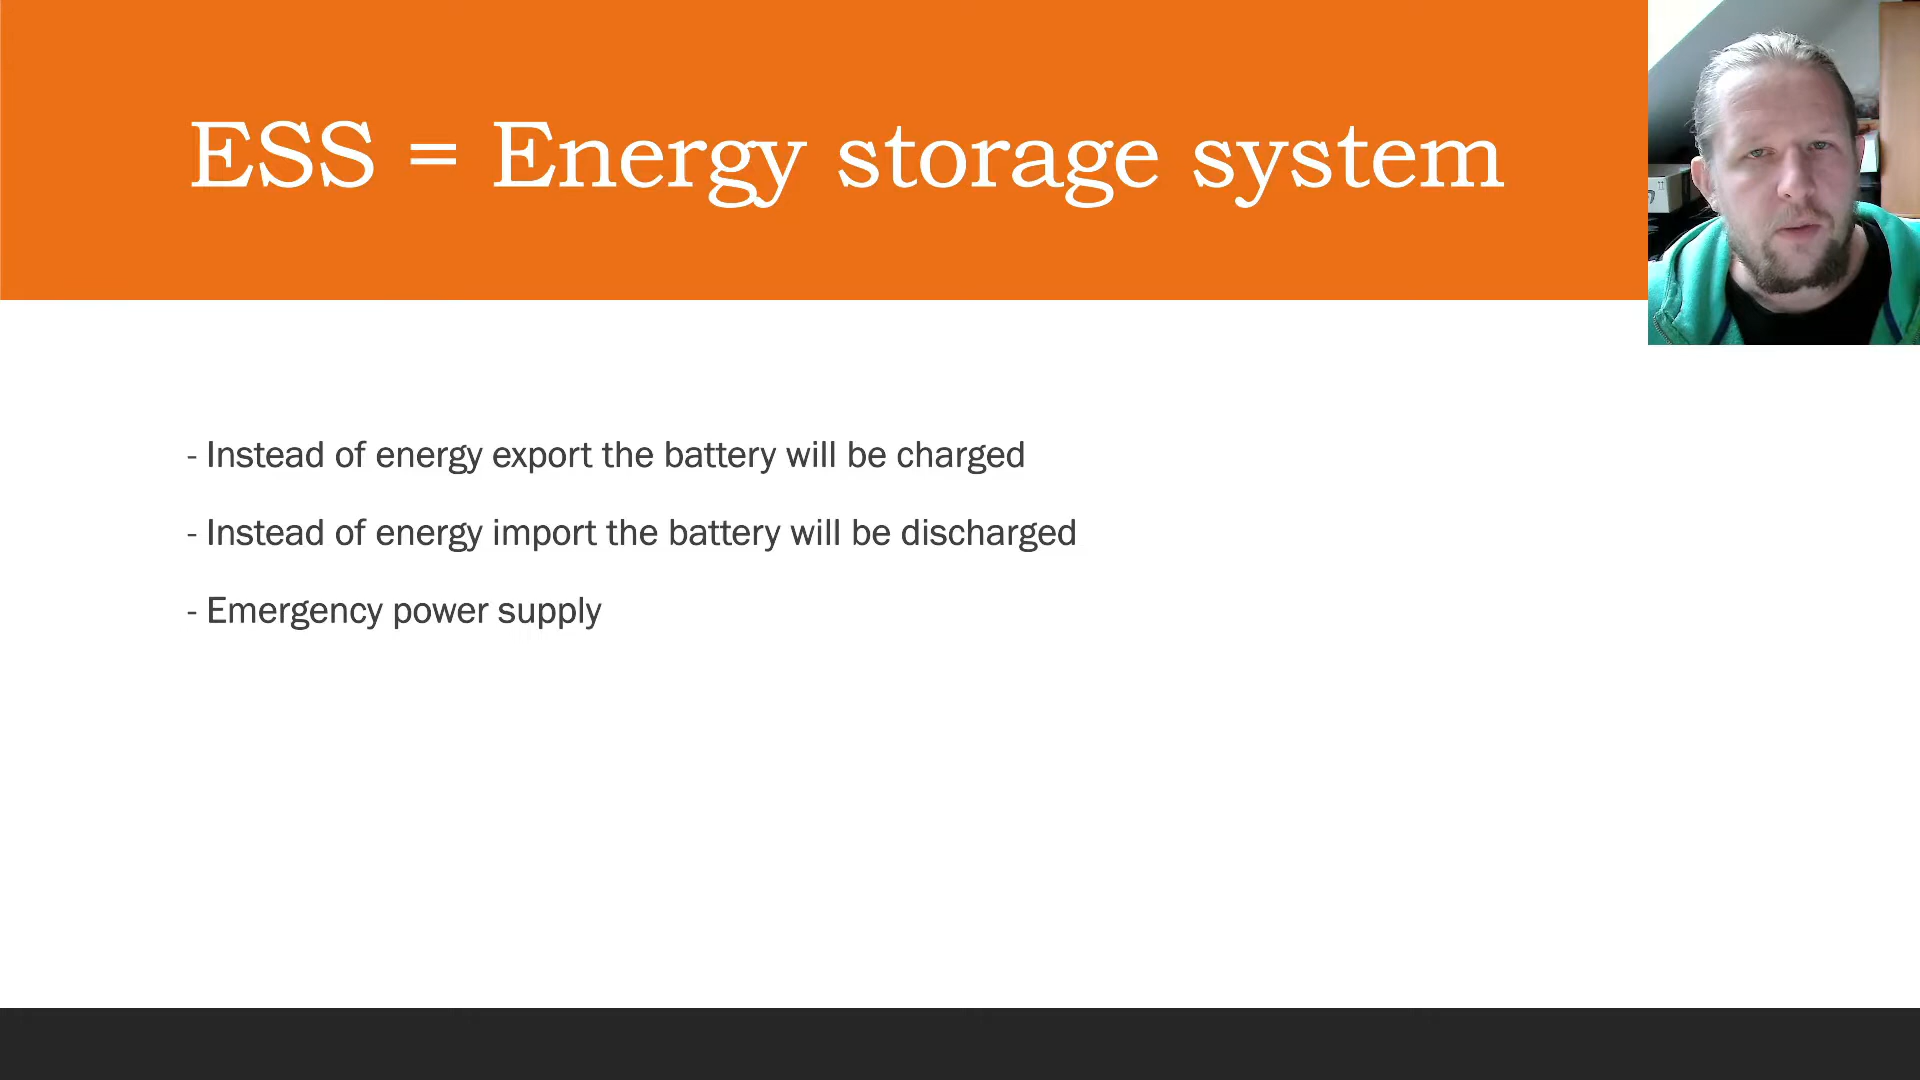 ESS = Energy storage system
- Instead of energy export the battery will be charged
- Instead of energy import the battery will be discharged
- Emergency power supply